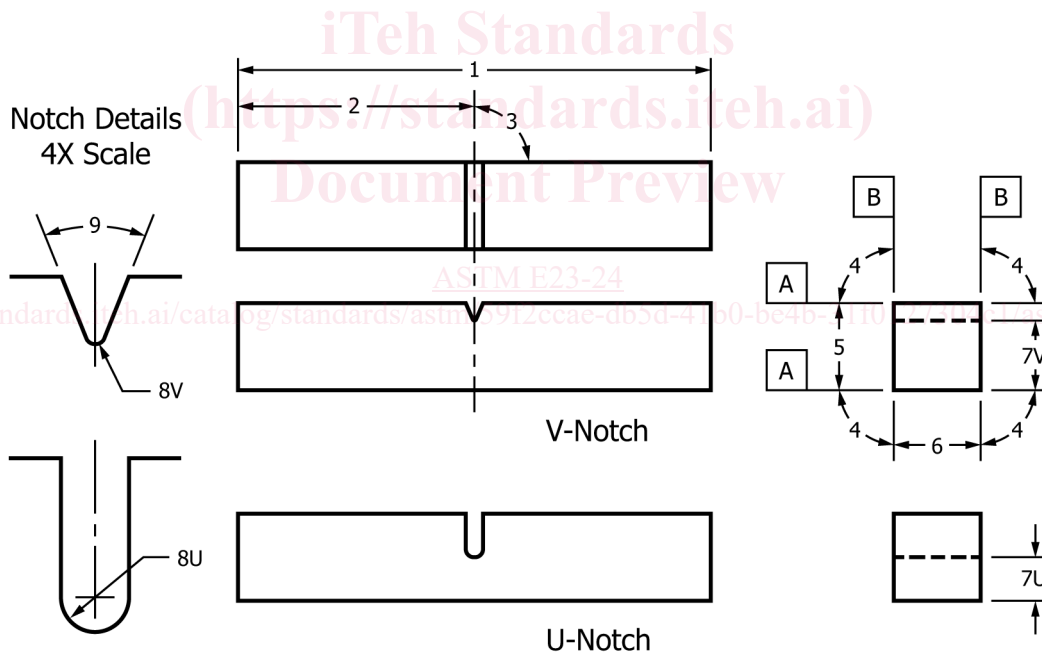 iTeh Standards
(https://standards.iteh.ai)
Document Preview
ASTM E23-24
Notch Details
4X Scale
1
2
3
9
8V
V-Notch
B
B
A
A
4
4
5
7V
4
4
6
8U
U-Notch
7U